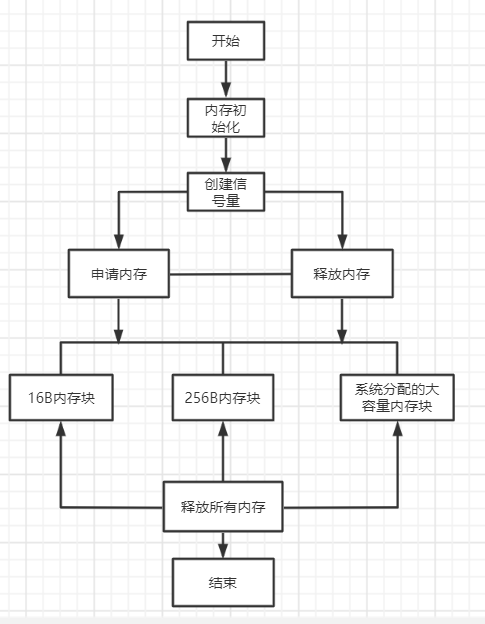 开始
内存初
始化
创建信
号量
申请内存
释放内存
16B内存块
256B内存块
系统分配的大
容量内存块
释放所有内存
结束